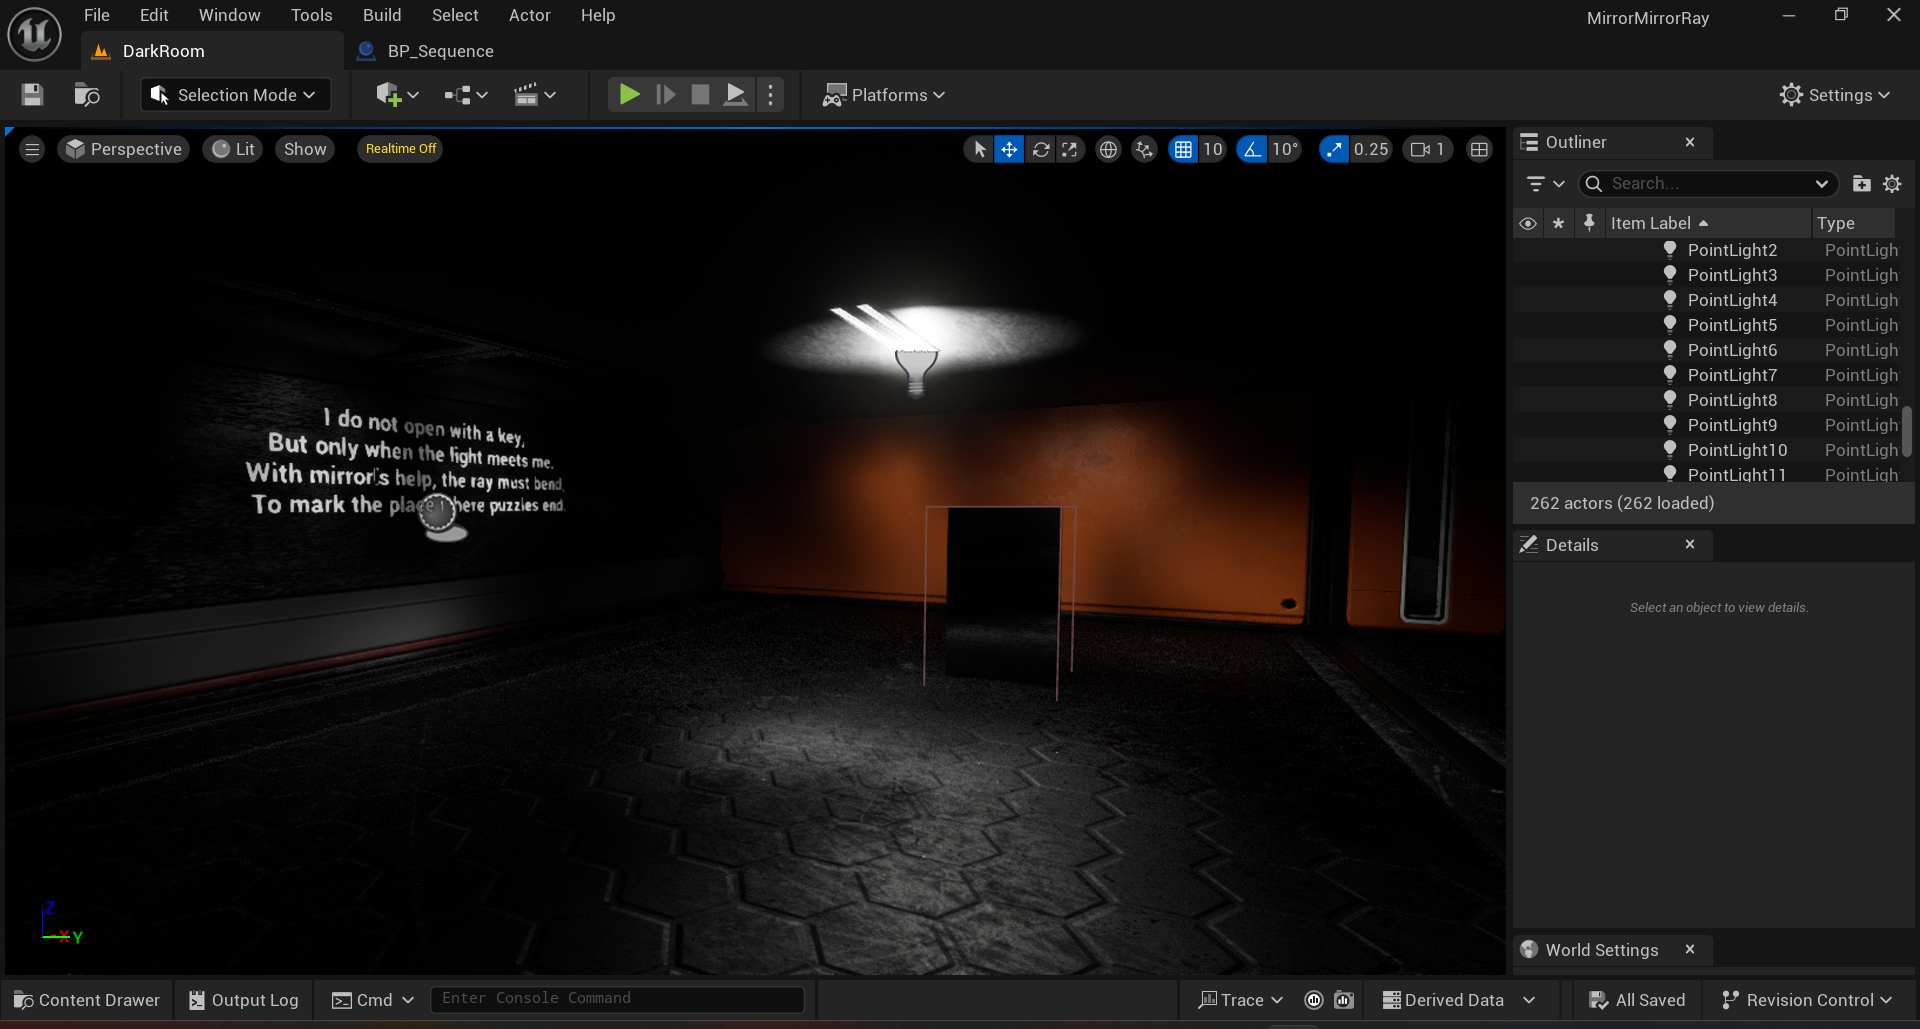 File Edit Window Tools Build Select Actor Help
MirrorMirrorRay
DarkRoom
BP_Sequence
Selection Mode
Platforms
Settings
Perspective
Lit
Show
Realtime Off
10
10°
0.25
1
Outliner
Search...
Item Label
Type
PointLight2 PointLigh
PointLight3 PointLigh
PointLight4 PointLigh
PointLight5 PointLigh
PointLight6 PointLigh
PointLight7 PointLigh
PointLight8 PointLigh
PointLight9 PointLigh
PointLight10 PointLigh
PointLight11 PointLigh
262 actors (262 loaded)
I do not open with a key,
But only when the light meets me.
With mirror's help, the ray must bend,
To mark the place where puzzles end.
Details
Select an object to view details.
Z
X
Y
World Settings
Content Drawer
Output Log
Cmd
Enter Console Command
Trace
Derived Data
All Saved
Revision Control